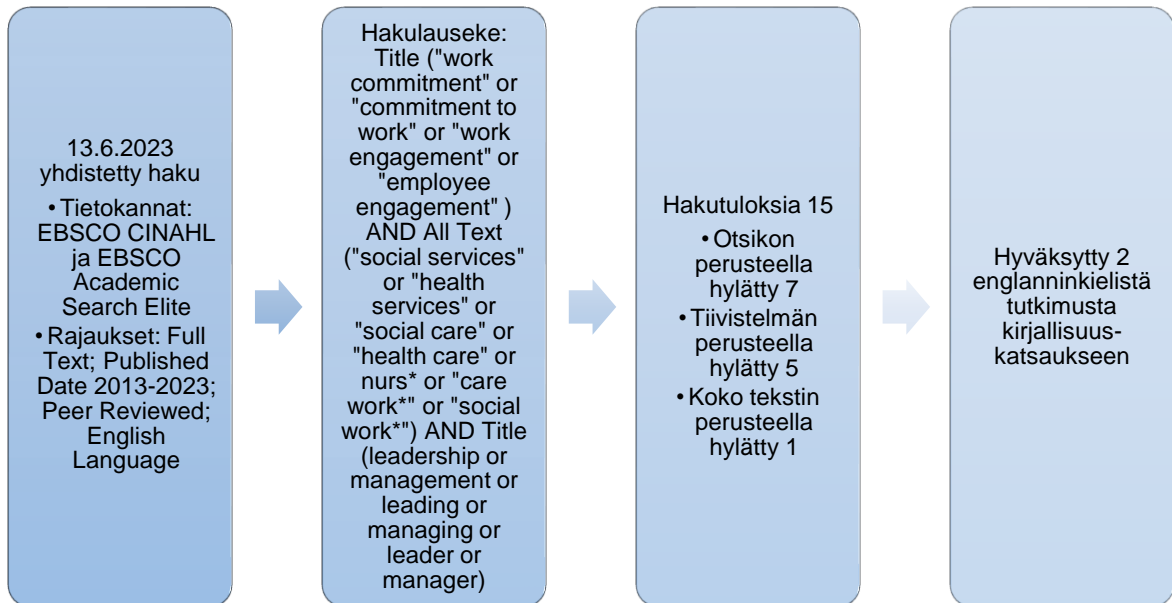 13.6.2023
yhdistetty haku
• Tietokannat:
EBSCO CINAHL
ja EBSCO
Academic
Search Elite
• Rajaukset: Full
Text; Published
Date 2013-2023;
Peer Reviewed;
English
Language
Hakulauseke:
Title ("work
commitment" or
"commitment to
work" or "work
engagement" or
"employee
engagement" )
AND All Text
("social services"
or "health
services" or
"social care" or
"health care" or
nurs* or "care
work*" or "social
work*") AND Title
(leadership or
management or
leading or
managing or
leader or
manager)
Hakutuloksia 15
• Otsikon
perusteella
hylätty 7
• Tiivistelmän
perusteella
hylätty 5
• Koko tekstin
perusteella
hylätty 1
Hyväksytty 2
englanninkielistä
tutkimusta
kirjallisuus-
katsaukseen